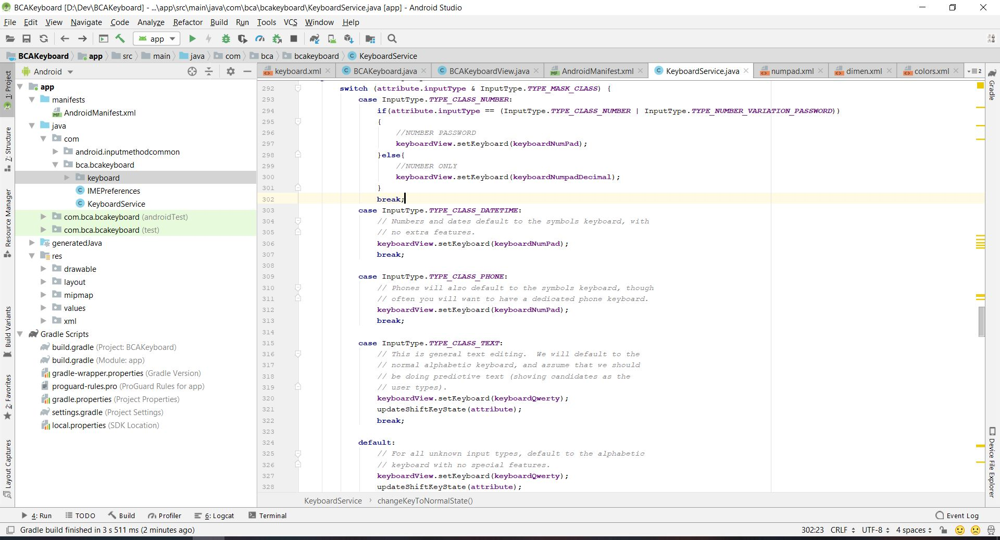 BCAKeyboard [D:\Dev\BCAKeyboard] - ...\app\src\main\java\com\bca\bcakeyboard\KeyboardService.java [app] - Android Studio
File Edit View Navigate Code Analyze Refactor Build Run Tools VCS Window Help
app
BCAKeyboard app src main java com bca bcakeyboard KeyboardService
Android
keyboard.xml BCAKeyboard.java BCAKeyboardView.java AndroidManifest.xml KeyboardService.java numpad.xml dimen.xml colors.xml 2
1: Project
7: Structure
Resource Manager
Build Variants
2: Favorites
Layout Captures
app
manifests
AndroidManifest.xml
java
com
android.inputmethodcommon
bca.bcakeyboard
keyboard
IMEPreferences
KeyboardService
com.bca.bcakeyboard (androidTest)
com.bca.bcakeyboard (test)
generatedJava
res
drawable
layout
mipmap
values
xml
Gradle Scripts
build.gradle (Project: BCAKeyboard)
build.gradle (Module: app)
gradle-wrapper.properties (Gradle Version)
proguard-rules.pro (ProGuard Rules for app)
gradle.properties (Project Properties)
settings.gradle (Project Settings)
local.properties (SDK Location)
292 switch (attribute.inputType & InputType.TYPE_MASK_CLASS) {
293 case InputType.TYPE_CLASS_NUMBER:
294 if(attribute.inputType == (InputType.TYPE_CLASS_NUMBER | InputType.TYPE_NUMBER_VARIATION_PASSWORD))
295 {
296 //NUMBER PASSWORD
297 keyboardView.setKeyboard(keyboardNumPad);
298 }else{
299 //NUMBER ONLY
300 keyboardView.setKeyboard(keyboardNumpadDecimal);
301 }
302 break;
303 case InputType.TYPE_CLASS_DATETIME:
304 // Numbers and dates default to the symbols keyboard, with
305 // no extra features.
306 keyboardView.setKeyboard(keyboardNumPad);
307 break;
308
309 case InputType.TYPE_CLASS_PHONE:
310 // Phones will also default to the symbols keyboard, though
311 // often you will want to have a dedicated phone keyboard.
312 keyboardView.setKeyboard(keyboardNumPad);
313 break;
314
315 case InputType.TYPE_CLASS_TEXT:
316 // This is general text editing.  We will default to the
317 // normal alphabetic keyboard, and assume that we should
318 // be doing predictive text (showing candidates as the
319 // user types).
320 keyboardView.setKeyboard(keyboardQwerty);
321 updateShiftKeyState(attribute);
322 break;
323
324 default:
325 // For all unknown input types, default to the alphabetic
326 // keyboard with no special features.
327 keyboardView.setKeyboard(keyboardQwerty);
328 updateShiftKeyState(attribute);
KeyboardService › changeKeyToNormalState()
Gradle
Device File Explorer
4: Run TODO Build Profiler 6: Logcat Terminal Event Log
Gradle build finished in 3 s 511 ms (2 minutes ago) 302:23 CRLF UTF-8 4 spaces